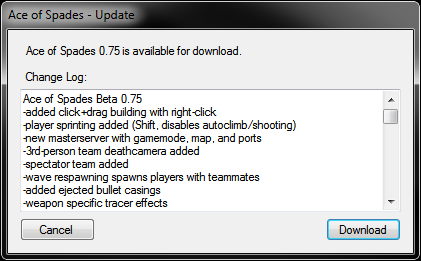 Ace of Spades - Update
Ace of Spades 0.75 is available for download.
Change Log:
Ace of Spades Beta 0.75
-added click+drag building with right-click
-player sprinting added (Shift, disables autoclimb/shooting)
-new masterserver with gamemode, map, and ports
-3rd-person team deathcamera added
-spectator team added
-wave respawning spawns players with teammates
-added ejected bullet casings
-weapon specific tracer effects
Cancel
Download